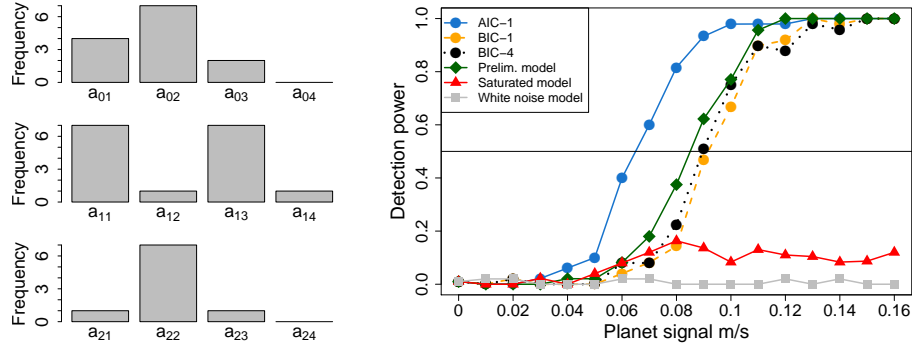 Frequency
6
3
0
a01 a02 a03 a04
Frequency
6
3
0
a11 a12 a13 a14
Frequency
6
3
0
a21 a22 a23 a24
AIC−1
BIC−1
BIC−4
Prelim. model
Saturated model
White noise model
Detection power
1.0
0.8
0.6
0.4
0.2
0.0
0 0.02 0.04 0.06 0.08 0.1 0.12 0.14 0.16
Planet signal m/s